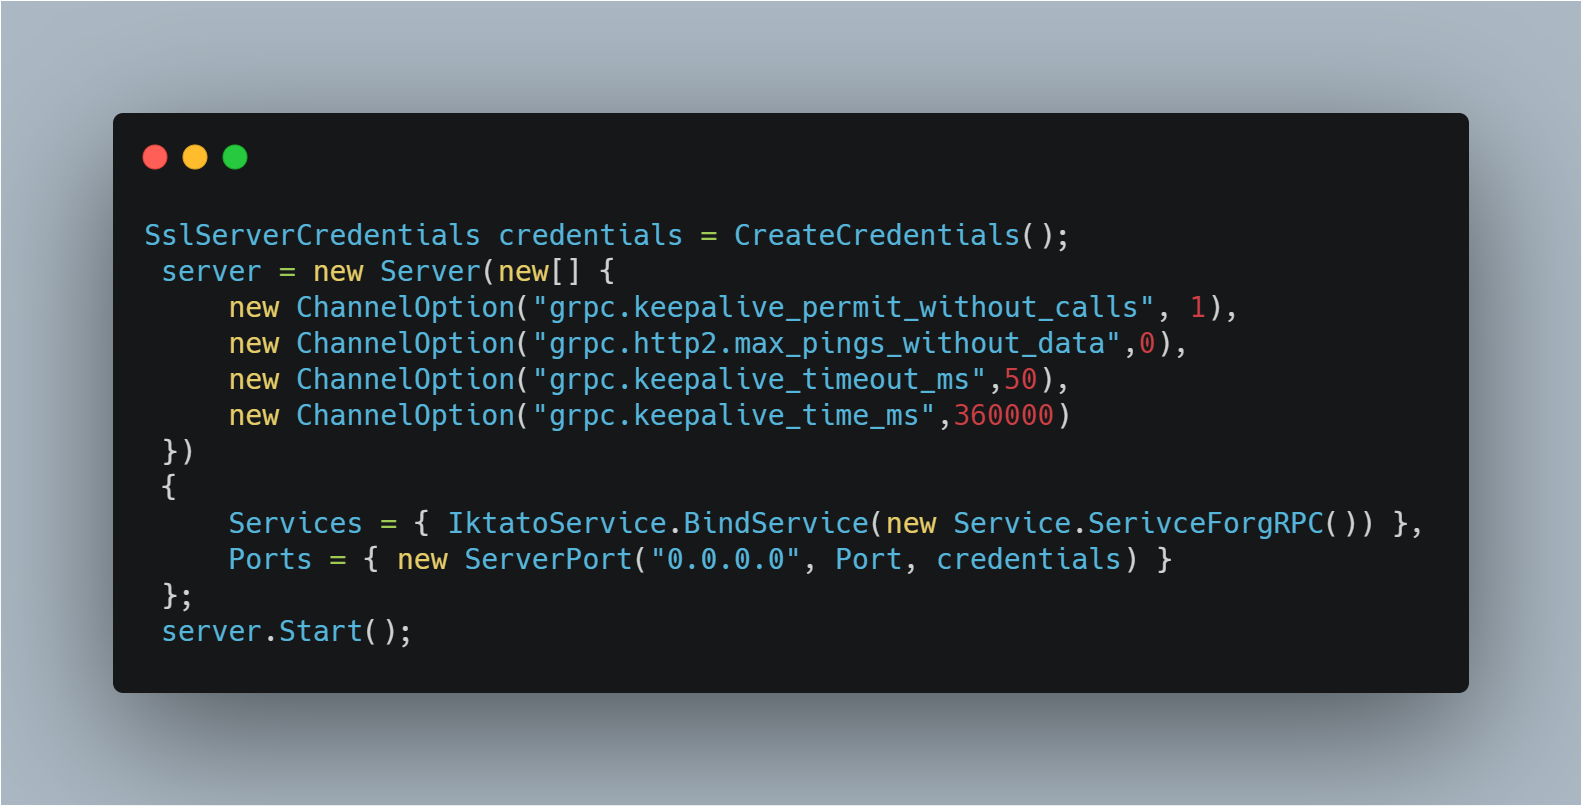 SslServerCredentials credentials = CreateCredentials();
server = new Server(new[] {
new ChannelOption("grpc.keepalive_permit_without_calls", 1),
new ChannelOption("grpc.http2.max_pings_without_data",0),
new ChannelOption("grpc.keepalive_timeout_ms",50),
new ChannelOption("grpc.keepalive_time_ms",360000)
})
{
Services = { IktatoService.BindService(new Service.SerivceForgRPC()) },
Ports = { new ServerPort("0.0.0.0", Port, credentials) }
};
server.Start();